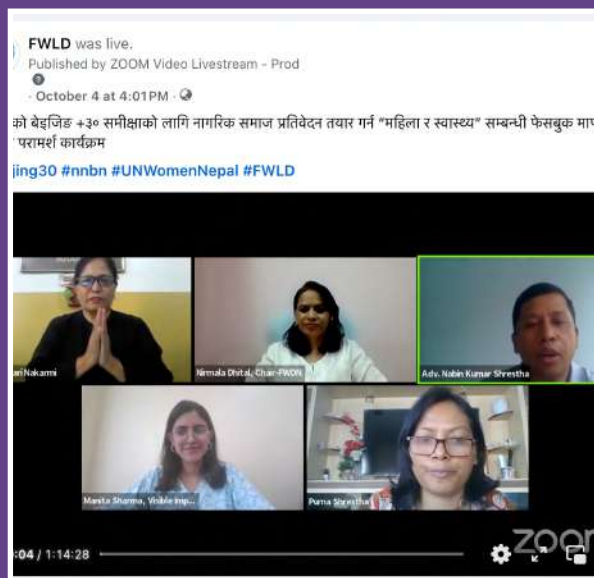 FWLD was live.
Published by ZOOM Video Livestream - Prod
· October 4 at 4:01PM ·
को बेइजिङ +३० समीक्षाको लागि नागरिक समाज प्रतिवेदन तयार गर्न "महिला र स्वास्थ्य" सम्बन्धी फेसबुक मा
परामर्श कार्यक्रम
jing30 #nnbn #UNWomenNepal #FWLD
ari Nakarmi
Nirmala Dhital, Chair-FWDN
Adv. Nabin Kumar Shrestha
Manita Sharma, Visible Imp...
Purna Shrestha
:04 / 1:14:28
zoom